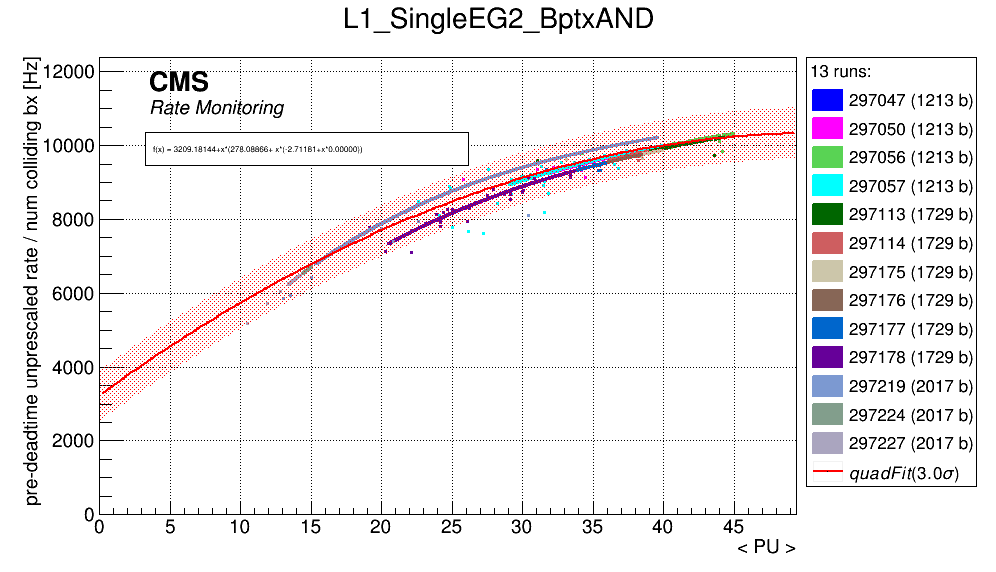 L1_SingleEG2_BptxAND
pre-deadtime unprescaled rate / num colliding bx [Hz]
12000
10000
8000
6000
4000
2000
0
CMS
Rate Monitoring
f(x) = 3209.18144+x*(278.08866+ x*(-2.71181+x*0.00000))
0 5 10 15 20 25 30 35 40 45
< PU >
13 runs:
297047 (1213 b)
297050 (1213 b)
297056 (1213 b)
297057 (1213 b)
297113 (1729 b)
297114 (1729 b)
297175 (1729 b)
297176 (1729 b)
297177 (1729 b)
297178 (1729 b)
297219 (2017 b)
297224 (2017 b)
297227 (2017 b)
quadFit(3.0σ)